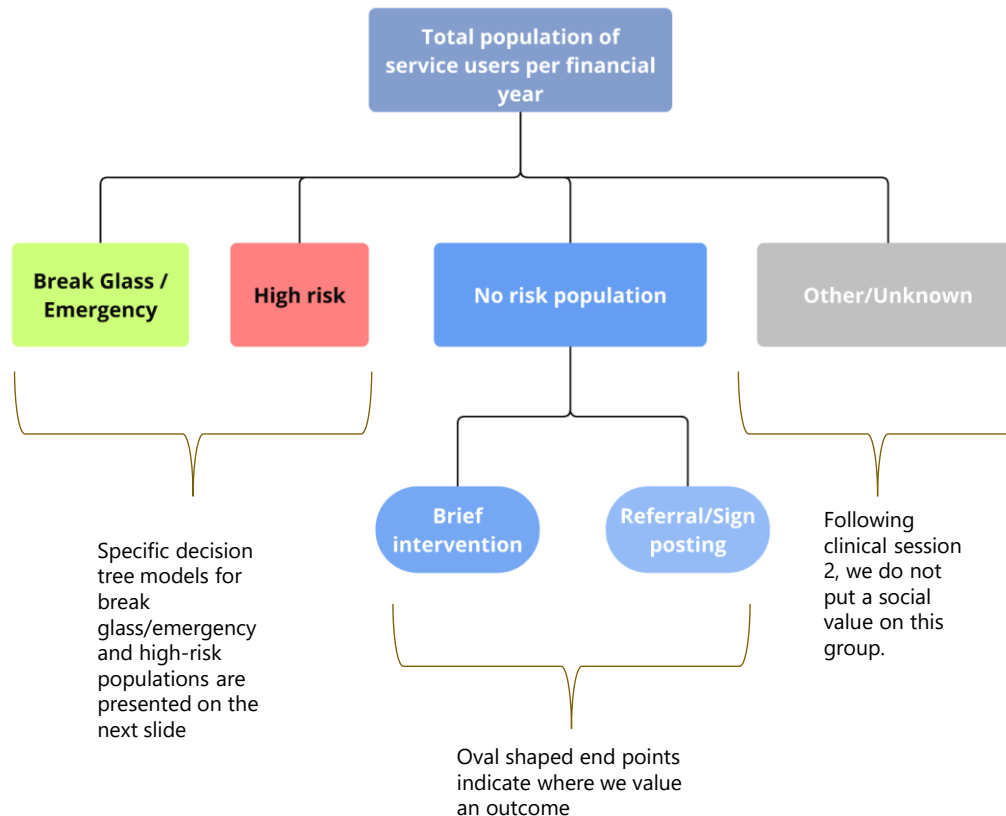 Total population of
service users per financial
year
Break Glass /
Emergency
High risk
No risk population
Other/Unknown
Brief
intervention
Referral/Sign
posting
Specific decision
tree models for
break
glass/emergency
and high-risk
populations are
presented on the
next slide
Following
clinical session
2, we do not
put a social
value on this
group.
Oval shaped end points
indicate where we value
an outcome